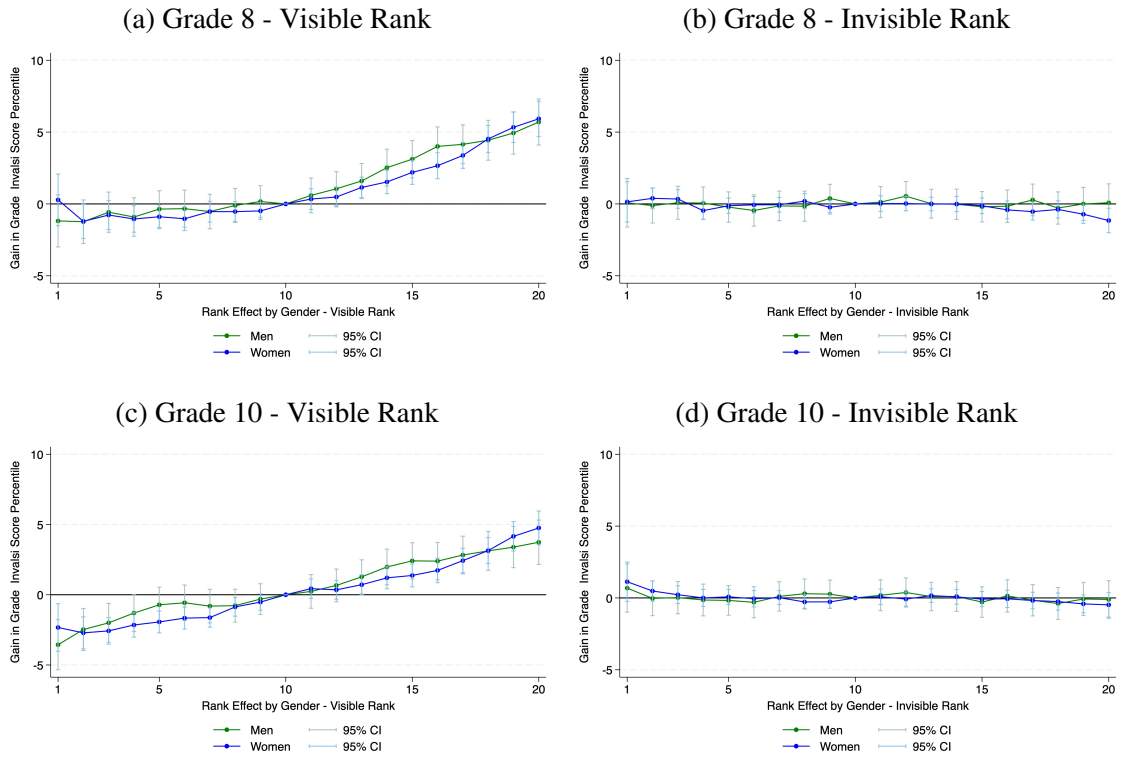 (a) Grade 8 - Visible Rank
Gain in Grade Invalsi Score Percentile
10
5
0
-5
1 5 10 15 20
Rank Effect by Gender - Visible Rank
Men 95% CI
Women 95% CI
(b) Grade 8 - Invisible Rank
Gain in Grade Invalsi Score Percentile
10
5
0
-5
1 5 10 15 20
Rank Effect by Gender - Invisible Rank
Men 95% CI
Women 95% CI
(c) Grade 10 - Visible Rank
Gain in Grade Invalsi Score Percentile
10
5
0
-5
1 5 10 15 20
Rank Effect by Gender - Visible Rank
Men 95% CI
Women 95% CI
(d) Grade 10 - Invisible Rank
Gain in Grade Invalsi Score Percentile
10
5
0
-5
1 5 10 15 20
Rank Effect by Gender - Invisible Rank
Men 95% CI
Women 95% CI